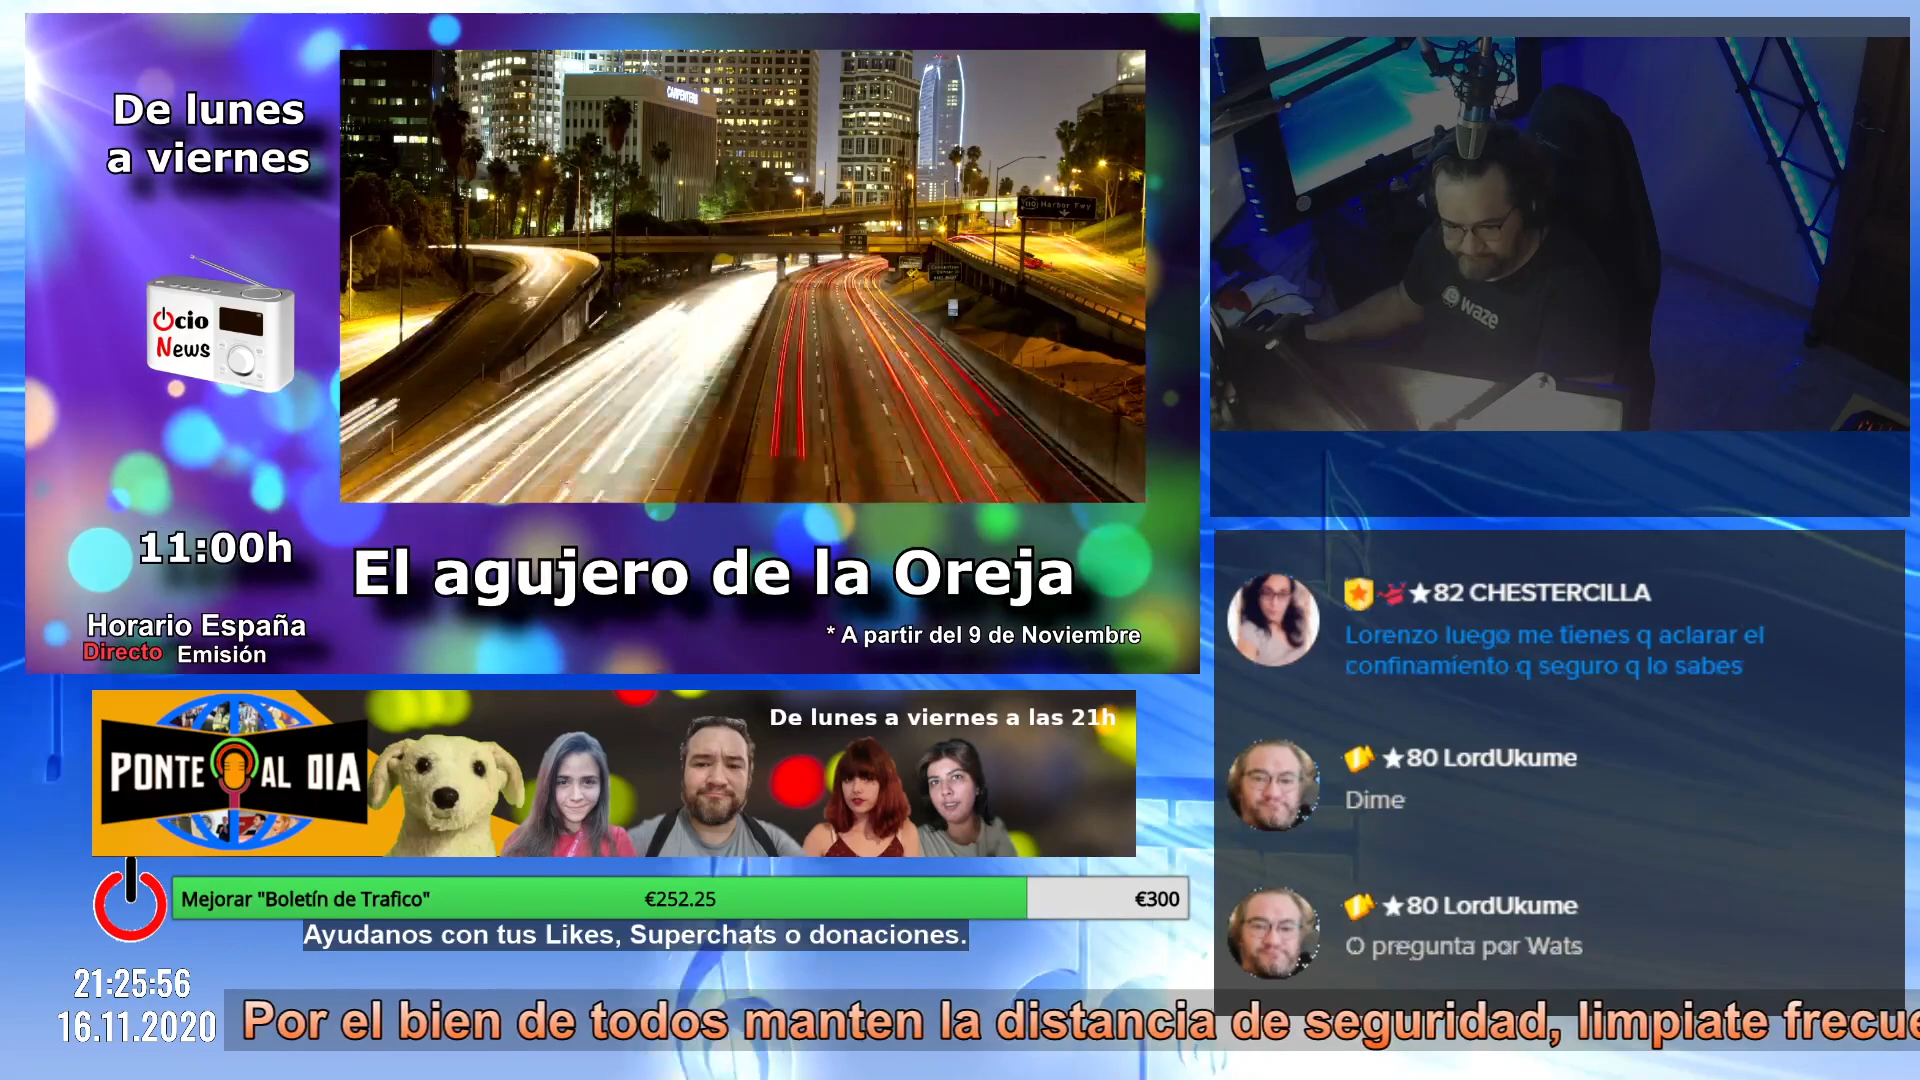 De lunes
a viernes
Ocio
News
CARPENTERS
110 Harbor Fwy
11:00h
El agujero de la Oreja
Horario España
Directo Emisión
* A partir del 9 de Noviembre
waze
De lunes a viernes a las 21h
PONTE AL DIA
Mejorar "Boletín de Trafico" €252.25 €300
Ayudanos con tus Likes, Superchats o donaciones.
21:25:56
16.11.2020
Por el bien de todos manten la distancia de seguridad, limpiate frecue
★82 CHESTERCILLA
Lorenzo luego me tienes q aclarar el
confinamiento q seguro q lo sabes
★80 LordUkume
Dime
★80 LordUkume
O pregunta por Wats